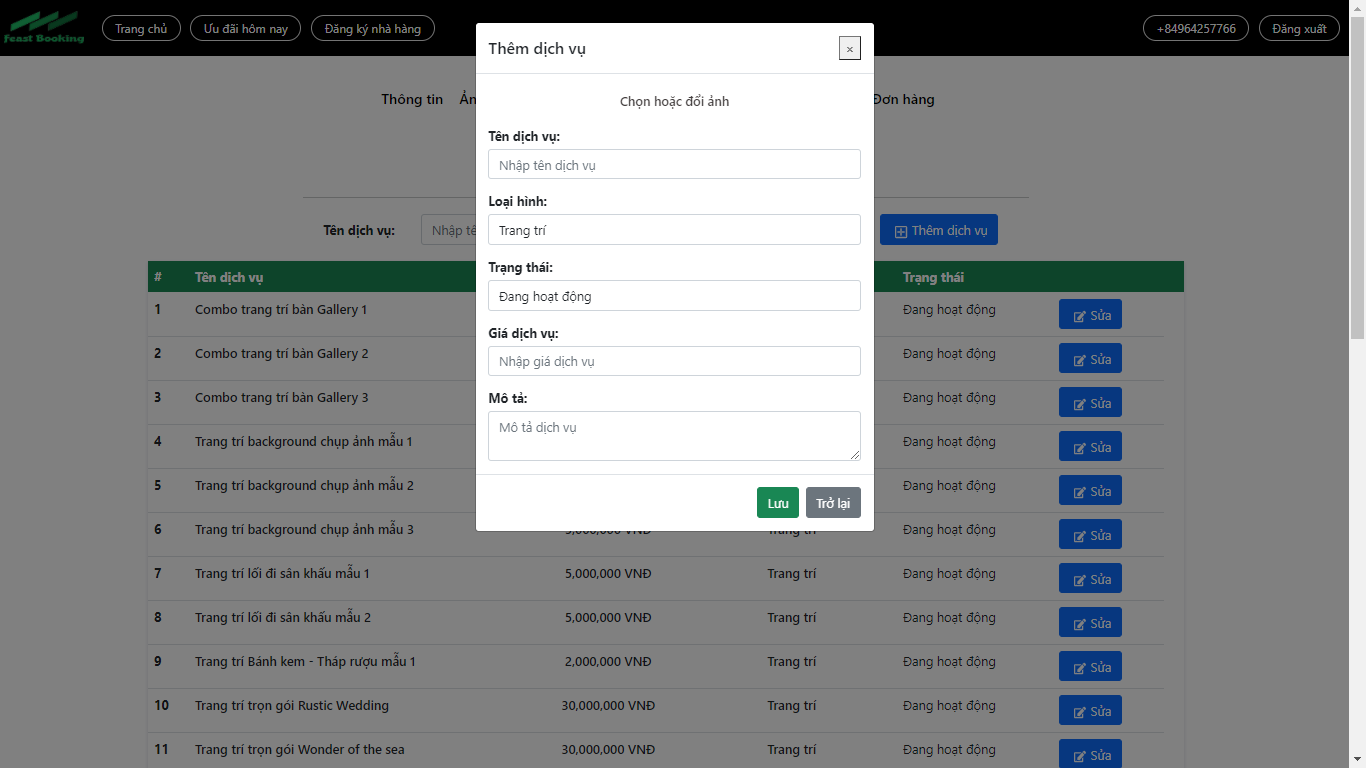 Feast Booking
Trang chủ
Ưu đãi hôm nay
Đăng ký nhà hàng
+84964257766
Đăng xuất
Thêm dịch vụ
×
Thông tin
Đơn hàng
Chọn hoặc đổi ảnh
Tên dịch vụ:
Nhập tên dịch vụ
Loại hình:
Trang trí
Trạng thái:
Đang hoạt động
Giá dịch vụ:
Nhập giá dịch vụ
Mô tả:
Mô tả dịch vụ
Lưu
Trở lại
Tên dịch vụ: Nhập tê Thêm dịch vụ
# Tên dịch vụ Trạng thái
1 Combo trang trí bàn Gallery 1 Đang hoạt động Sửa
2 Combo trang trí bàn Gallery 2 Đang hoạt động Sửa
3 Combo trang trí bàn Gallery 3 Đang hoạt động Sửa
4 Trang trí background chụp ảnh mẫu 1 Đang hoạt động Sửa
5 Trang trí background chụp ảnh mẫu 2 Đang hoạt động Sửa
6 Trang trí background chụp ảnh mẫu 3 Trang trí Đang hoạt động Sửa
7 Trang trí lối đi sân khấu mẫu 1 5,000,000 VNĐ Trang trí Đang hoạt động Sửa
8 Trang trí lối đi sân khấu mẫu 2 5,000,000 VNĐ Trang trí Đang hoạt động Sửa
9 Trang trí Bánh kem - Tháp rượu mẫu 1 2,000,000 VNĐ Trang trí Đang hoạt động Sửa
10 Trang trí trọn gói Rustic Wedding 30,000,000 VNĐ Trang trí Đang hoạt động Sửa
11 Trang trí trọn gói Wonder of the sea 30,000,000 VNĐ Trang trí Đang hoạt động Sửa